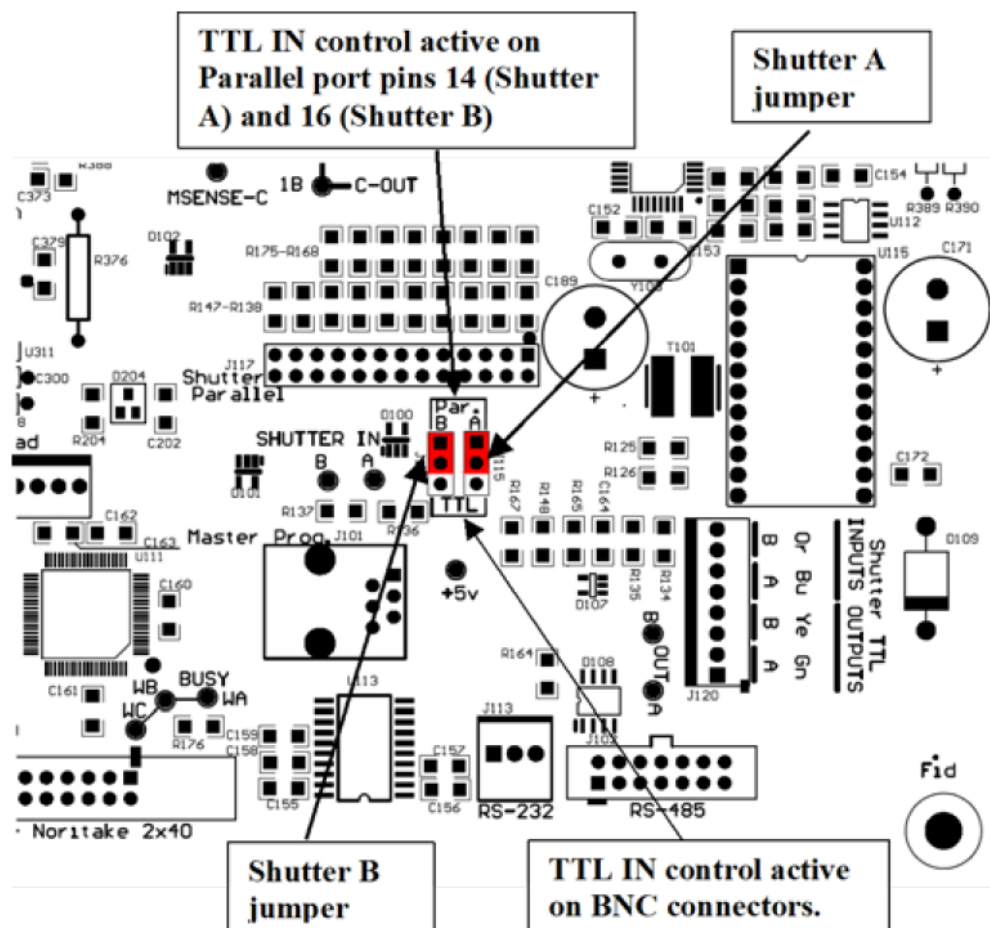 TTL IN control active on
Parallel port pins 14 (Shutter
A) and 16 (Shutter B)
Shutter A
jumper
R388
C373
MSENSE-C
1B
C-OUT
C154
R389
R390
C152
U112
C379
D102
R376
R175-R168
C153
U115
C171
C189
R147-R138
U311
J117
T101
C300
D204
Shutter
Parallel
Par.
B A
D100
SHUTTER IN
B A
R204
C202
R125
R126
C172
D101
R137
R136
TTL
R167
R148
R165
C164
C162
C163
U111
Master Prog.
J101
+5v
D107
R135
R134
D109
B Or
A Bu
B Ye
A Gn
INPUTS OUTPUTS
Shutter TTL
C160
R164
D108
B
OUT
A
J120
C161
WB
BUSY
WA
WC
R176
C159
C158
C155
C157
C156
J113
RS-232
RS-485
Fid
Noritake 2x40
Shutter B
jumper
TTL IN control active
on BNC connectors.